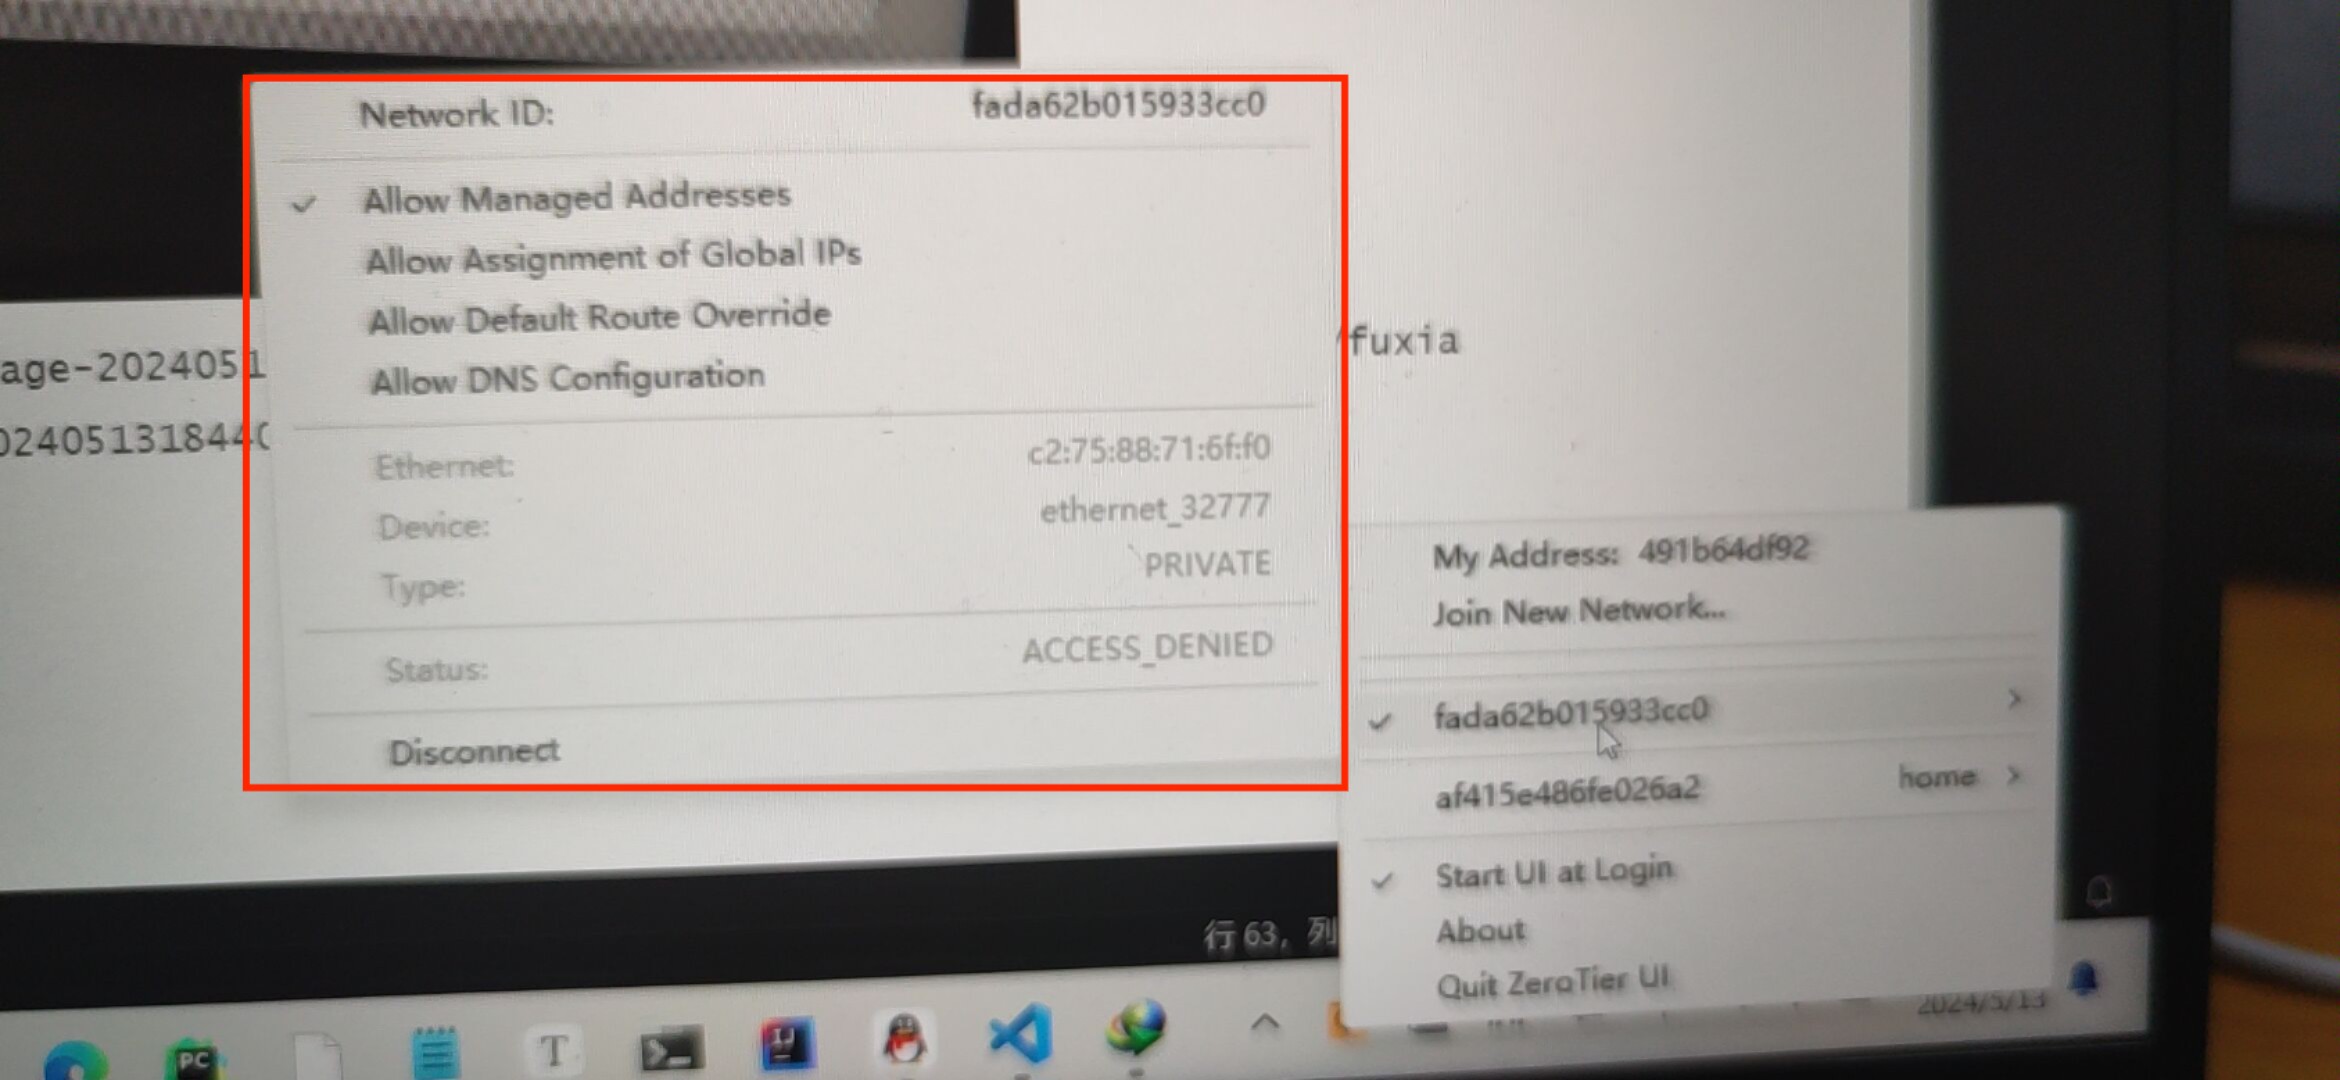 Network ID: fada62b015933cc0
Allow Managed Addresses
Allow Assignment of Global IPs
Allow Default Route Override
Allow DNS Configuration
Ethernet: c2:75:88:71:6f:f0
Device: ethernet_32777
Type: PRIVATE
Status: ACCESS_DENIED
Disconnect
age-2024051
02405131844
fuxia
My Address: 491b64df92
Join New Network...
fada62b015933cc0
af415e486fe026a2 home
Start UI at Login
About
Quit ZeroTier UI
行 63, 列
PC
T
IJ
2024/5/13